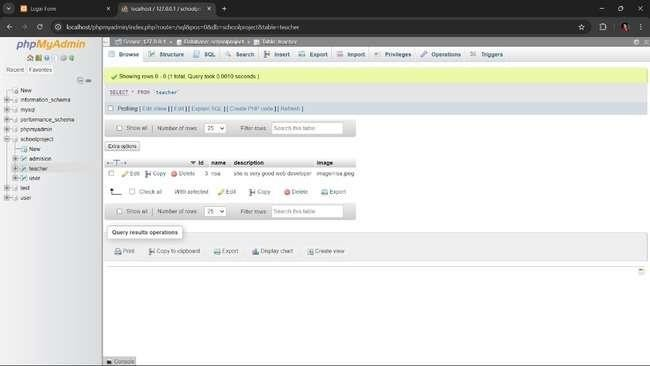 Login Form
localhost / 127.0.0.1 / schoolpr
localhost/phpmyadmin/index.php?route=/sql&pos=0&db=schoolproject&table=teacher
phpMyAdmin
Recent Favorites
New
information_schema
mysql
performance_schema
phpmyadmin
schoolproject
New
admision
teacher
user
test
user
Server: 127.0.0.1 » Database: schoolproject » Table: teacher
Browse Structure SQL Search Insert Export Import Privileges Operations Triggers
Showing rows 0 - 0 (1 total, Query took 0.0010 seconds.)
SELECT * FROM `teacher`
Profiling [ Edit inline ] [ Edit ] [ Explain SQL ] [ Create PHP code ] [ Refresh ]
Show all Number of rows: 25 Filter rows: Search this table
Extra options
id name description image
Edit Copy Delete 3 she is very good web developer
Check all With selected: Edit Copy Delete Export
Show all Number of rows: 25 Filter rows: Search this table
Query results operations
Print Copy to clipboard Export Display chart Create view
Console